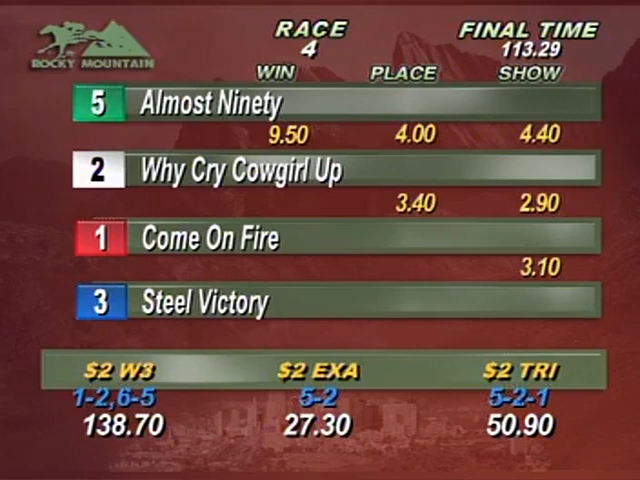 RACE FINAL TIME
4 113.29
ROCKY MOUNTAIN
WIN PLACE SHOW
5 Almost Ninety
9.50 4.00 4.40
2 Why Cry Cowgirl Up
3.40 2.90
1 Come On Fire
3.10
3 Steel Victory
$2 W3 $2 EXA $2 TRI
1-2,6-5 5-2 5-2-1
138.70 27.30 50.90